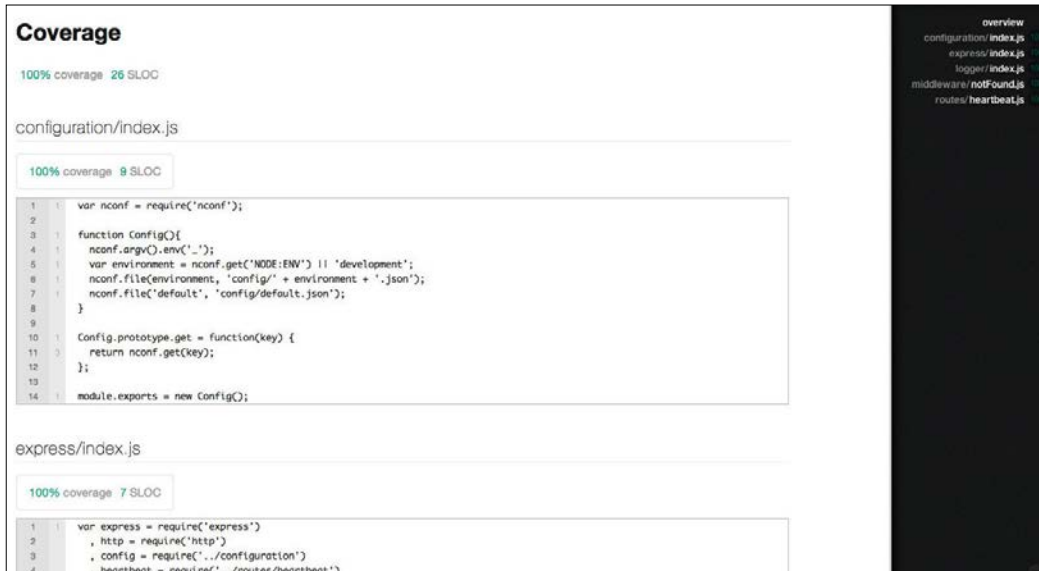 Coverage
100% coverage 26 SLOC
configuration/index.js
100% coverage 9 SLOC
1 1 var nconf = require('nconf');
2
3 1 function Config(){
4 1 nconf.argv().env('_');
5 1 var environment = nconf.get('NODE:ENV') || 'development';
6 1 nconf.file(environment, 'config/' + environment + '.json');
7 1 nconf.file('default', 'config/default.json');
8 }
9
10 1 Config.prototype.get = function(key) {
11 3 return nconf.get(key);
12 };
13
14 1 module.exports = new Config();
express/index.js
100% coverage 7 SLOC
1 1 var express = require('express')
2 , http = require('http')
3 , config = require('../configuration')
4 , heartbeat = require('../routes/heartbeat')
overview
configuration/index.js
express/index.js
logger/index.js
middleware/notFound.js
routes/heartbeat.js